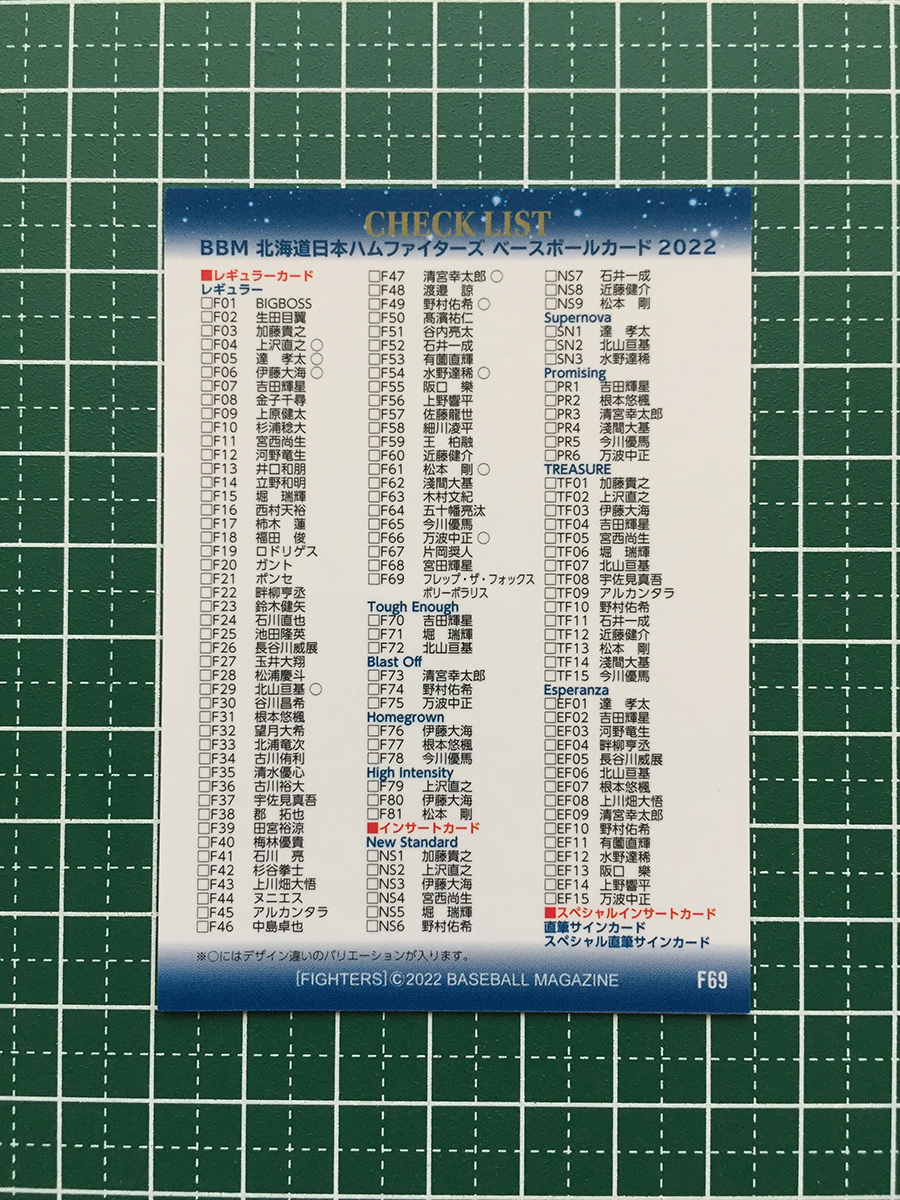 CHECK LIST
BBM 北海道日本ハムファイターズ ベースボールカード 2022
■レギュラーカード
レギュラー
□F01 BIGBOSS
□F02 生田目翼
□F03 加藤貴之
□F04 上沢直之 ○
□F05 達 孝太 ○
□F06 伊藤大海 ○
□F07 吉田輝星
□F08 金子千尋
□F09 上原健太
□F10 杉浦稔大
□F11 宮西尚生
□F12 河野竜生
□F13 井口和朋
□F14 立野和明
□F15 堀 瑞輝
□F16 西村天裕
□F17 柿木 蓮
□F18 福田 俊
□F19 ロドリゲス
□F20 ガント
□F21 ポンセ
□F22 畔柳亨丞
□F23 鈴木健矢
□F24 石川直也
□F25 池田隆英
□F26 長谷川威展
□F27 玉井大翔
□F28 松浦慶斗
□F29 北山亘基 ○
□F30 谷川昌希
□F31 根本悠楓
□F32 望月大希
□F33 北浦竜次
□F34 古川侑利
□F35 清水優心
□F36 古川裕大
□F37 宇佐見真吾
□F38 郡 拓也
□F39 田宮裕涼
□F40 梅林優貴
□F41 石川 亮
□F42 杉谷拳士
□F43 上川畑大悟
□F44 ヌニエス
□F45 アルカンタラ
□F46 中島卓也
□F47 清宮幸太郎 ○
□F48 渡邉 諒
□F49 野村佑希 ○
□F50 髙濱祐仁
□F51 谷内亮太
□F52 石井一成
□F53 有薗直輝
□F54 水野達稀 ○
□F55 阪口 樂
□F56 上野響平
□F57 佐藤龍世
□F58 細川凌平
□F59 王 柏融
□F60 近藤健介
□F61 松本 剛 ○
□F62 淺間大基
□F63 木村文紀
□F64 五十幡亮汰
□F65 今川優馬
□F66 万波中正 ○
□F67 片岡奨人
□F68 宮田輝星
□F69 フレップ・ザ・フォックス
ポリーポラリス
Tough Enough
□F70 吉田輝星
□F71 堀 瑞輝
□F72 北山亘基
Blast Off
□F73 清宮幸太郎
□F74 野村佑希
□F75 万波中正
Homegrown
□F76 伊藤大海
□F77 根本悠楓
□F78 今川優馬
High Intensity
□F79 上沢直之
□F80 伊藤大海
□F81 松本 剛
■インサートカード
New Standard
□NS1 加藤貴之
□NS2 上沢直之
□NS3 伊藤大海
□NS4 宮西尚生
□NS5 堀 瑞輝
□NS6 野村佑希
□NS7 石井一成
□NS8 近藤健介
□NS9 松本 剛
Supernova
□SN1 達 孝太
□SN2 北山亘基
□SN3 水野達稀
Promising
□PR1 吉田輝星
□PR2 根本悠楓
□PR3 清宮幸太郎
□PR4 淺間大基
□PR5 今川優馬
□PR6 万波中正
TREASURE
□TF01 加藤貴之
□TF02 上沢直之
□TF03 伊藤大海
□TF04 吉田輝星
□TF05 宮西尚生
□TF06 堀 瑞輝
□TF07 北山亘基
□TF08 宇佐見真吾
□TF09 アルカンタラ
□TF10 野村佑希
□TF11 石井一成
□TF12 近藤健介
□TF13 松本 剛
□TF14 淺間大基
□TF15 今川優馬
Esperanza
□EF01 達 孝太
□EF02 吉田輝星
□EF03 河野竜生
□EF04 畔柳亨丞
□EF05 長谷川威展
□EF06 北山亘基
□EF07 根本悠楓
□EF08 上川畑大悟
□EF09 清宮幸太郎
□EF10 野村佑希
□EF11 有薗直輝
□EF12 水野達稀
□EF13 阪口 樂
□EF14 上野響平
□EF15 万波中正
■スペシャルインサートカード
直筆サインカード
スペシャル直筆サインカード
※○にはデザイン違いのバリエーションが入ります。
[FIGHTERS]©2022 BASEBALL MAGAZINE
F69